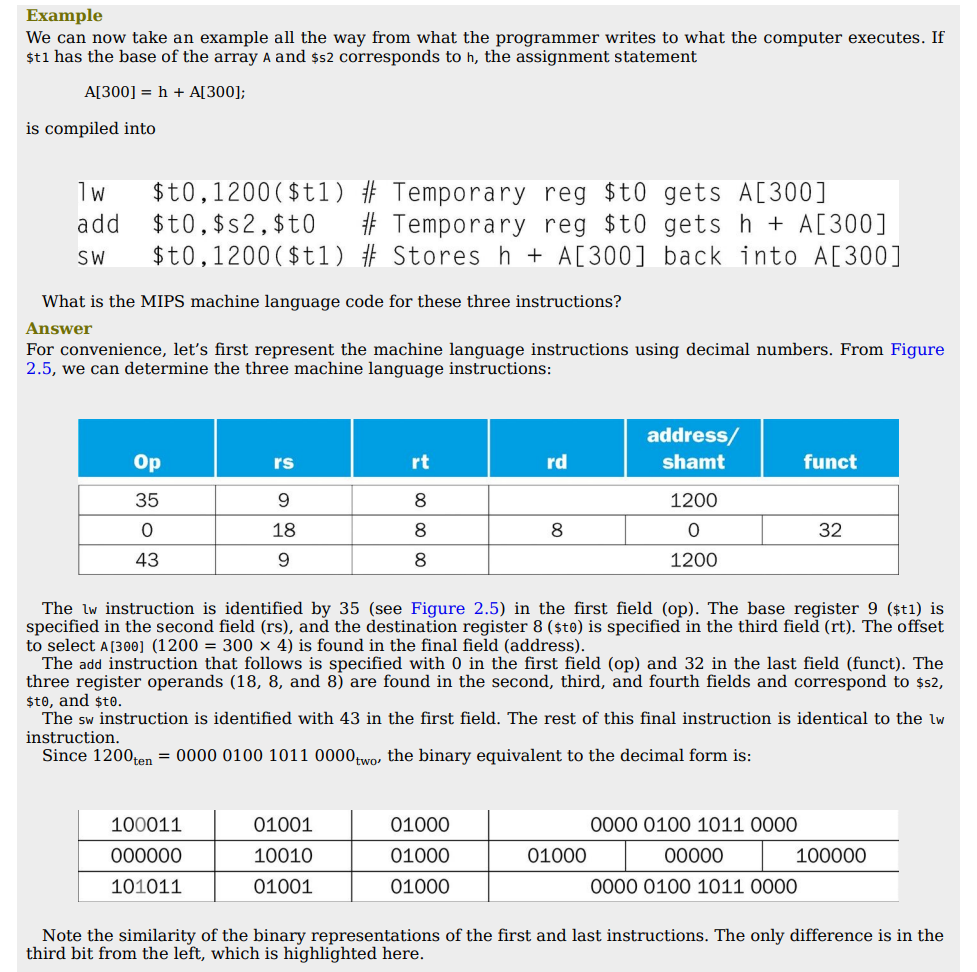 Example
We can now take an example all the way from what the programmer writes to what the computer executes. If
$t1 has the base of the array A and $s2 corresponds to h, the assignment statement
A[300] = h + A[300];
is compiled into
lw $t0,1200($t1) # Temporary reg $t0 gets A[300]
add $t0,$s2,$t0 # Temporary reg $t0 gets h + A[300]
sw $t0,1200($t1) # Stores h + A[300] back into A[300]
What is the MIPS machine language code for these three instructions?
Answer
For convenience, let’s first represent the machine language instructions using decimal numbers. From Figure
2.5, we can determine the three machine language instructions:
Op rs rt rd address/ shamt funct
35 9 8 1200
0 18 8 8 0 32
43 9 8 1200
The lw instruction is identified by 35 (see Figure 2.5) in the first field (op). The base register 9 ($t1) is
specified in the second field (rs), and the destination register 8 ($t0) is specified in the third field (rt). The offset
to select A[300] (1200 = 300 × 4) is found in the final field (address).
The add instruction that follows is specified with 0 in the first field (op) and 32 in the last field (funct). The
three register operands (18, 8, and 8) are found in the second, third, and fourth fields and correspond to $s2,
$t0, and $t0.
The sw instruction is identified with 43 in the first field. The rest of this final instruction is identical to the lw
instruction.
Since 1200ten = 0000 0100 1011 0000two, the binary equivalent to the decimal form is:
100011 01001 01000 0000 0100 1011 0000
000000 10010 01000 01000 00000 100000
101011 01001 01000 0000 0100 1011 0000
Note the similarity of the binary representations of the first and last instructions. The only difference is in the
third bit from the left, which is highlighted here.